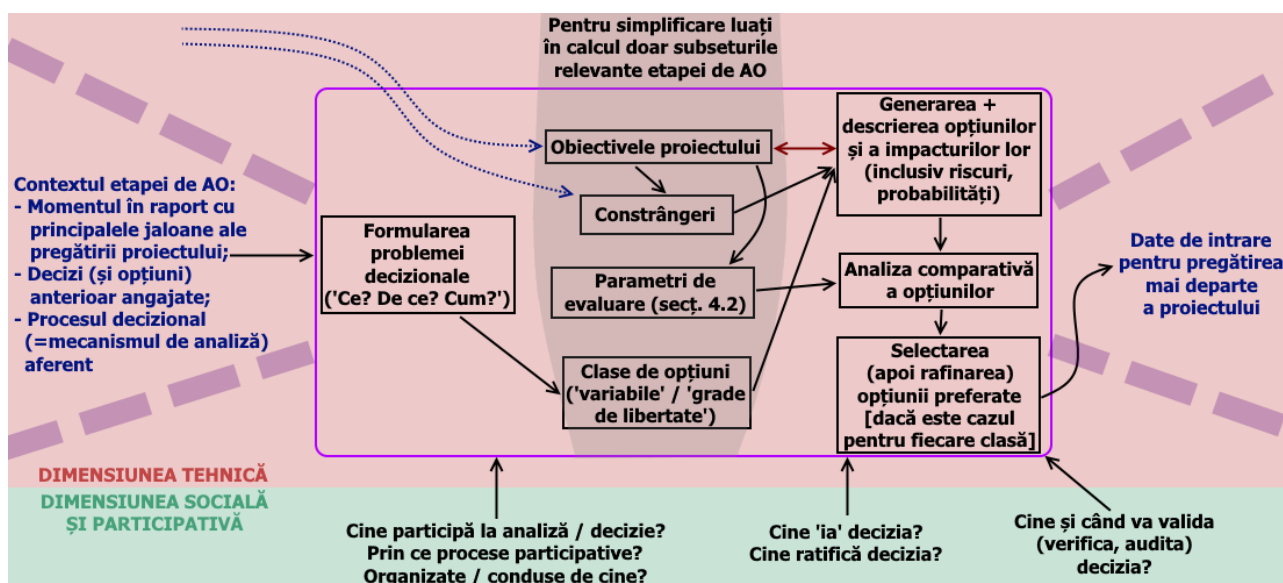 Pentru simplificare luați
în calcul doar subseturile
relevante etapei de AO
Contextul etapei de AO:
- Momentul în raport cu
principalele jaloane ale
pregătirii proiectului;
- Decizi (și opțiuni)
anterioar angajate;
- Procesul decizional
(=mecanismul de analiză)
aferent
Formularea
problemei
decizionale
('Ce? De ce? Cum?')
Obiectivele proiectului
Constrângeri
Parametri de
evaluare (secț. 4.2)
Clase de opțiuni
('variabile' / 'grade
de libertate')
Generarea +
descrierea opțiunilor
și a impacturilor lor
(inclusiv riscuri,
probabilități)
Analiza comparativă
a opțiunilor
Selectarea
(apoi rafinarea)
opțiunii preferate
[dacă este cazul
pentru fiecare clasă]
Date de intrare
pentru pregătirea
mai departe
a proiectului
DIMENSIUNEA TEHNICĂ
DIMENSIUNEA SOCIALĂ
ȘI PARTICIPATIVĂ
Cine participă la analiză / decizie?
Prin ce procese participative?
Organizate / conduse de cine?
Cine 'ia' decizia?
Cine ratifică decizia?
Cine și când va valida
(verifica, audita)
decizia?